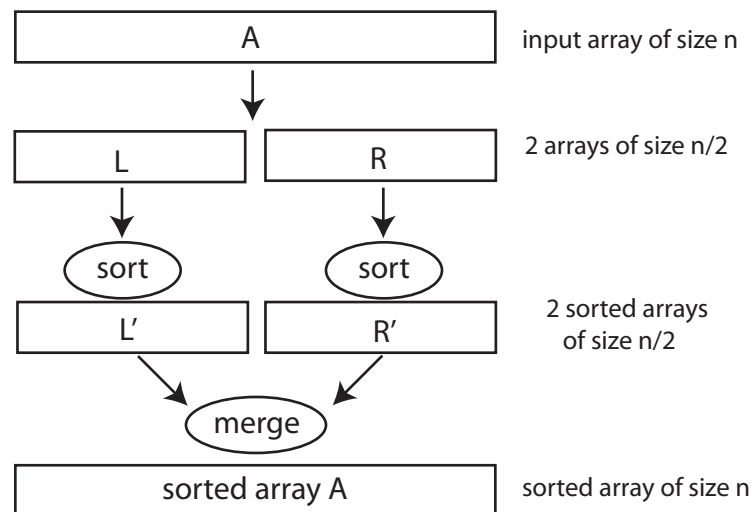 A
input array of size n
L
R
2 arrays of size n/2
sort
sort
L’
R’
2 sorted arrays
of size n/2
merge
sorted array A
sorted array of size n